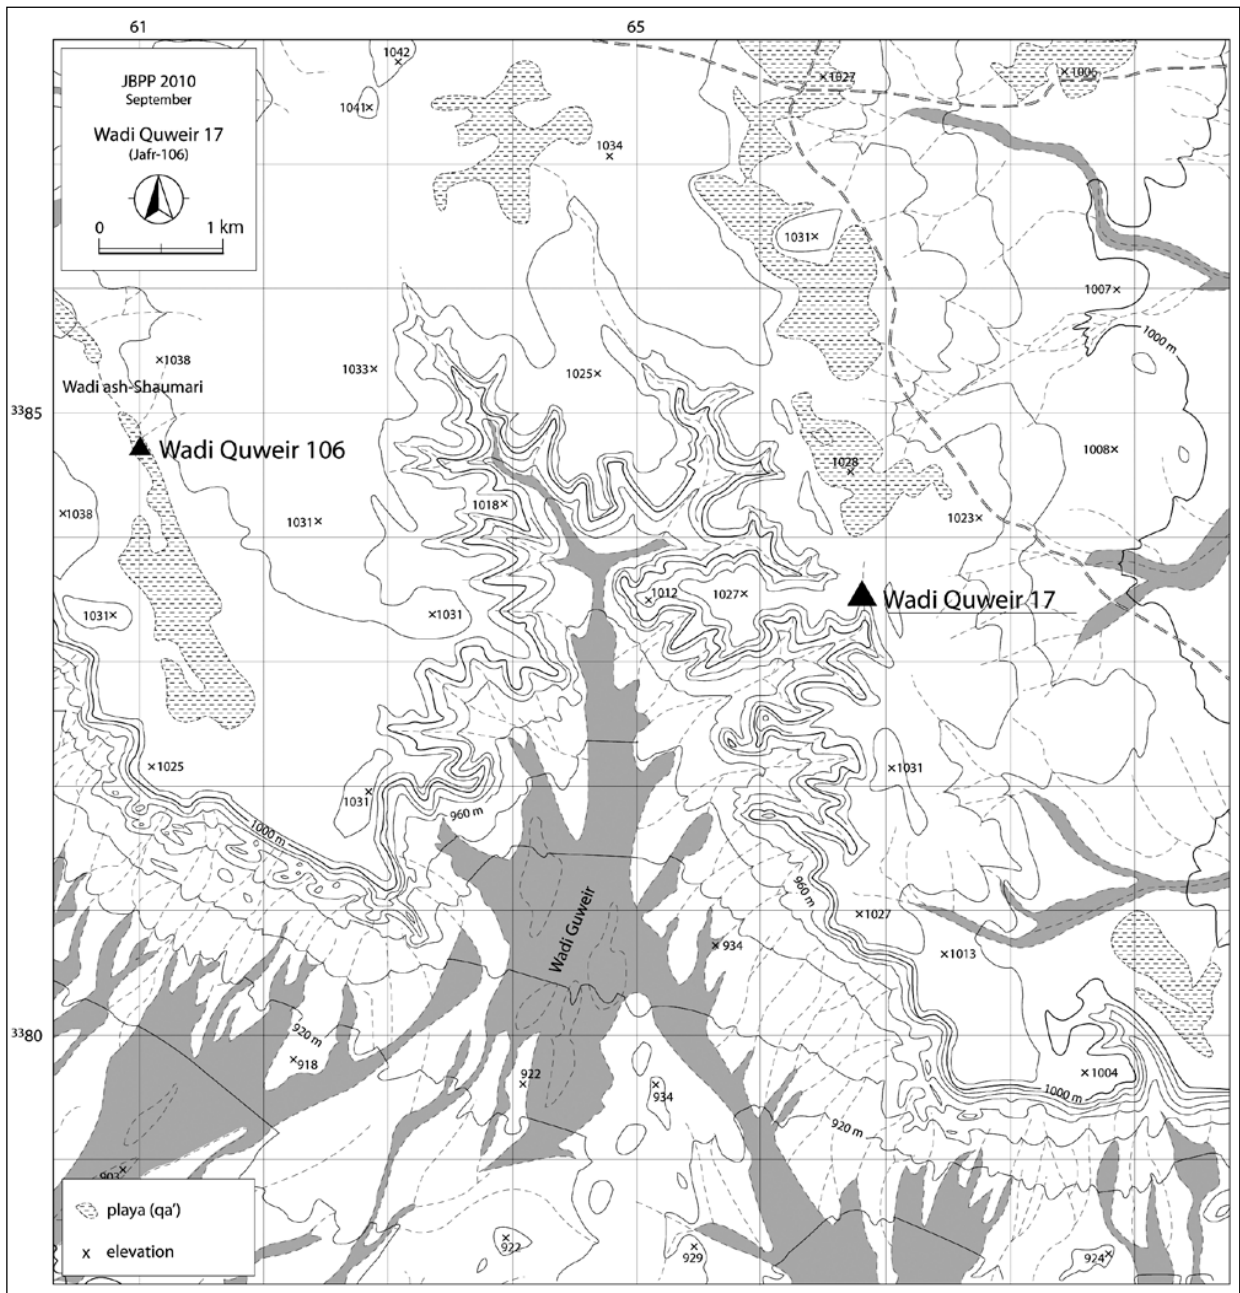 61 65
JBPP 2010
September
Wadi Quweir 17
(Jafr-106)
0 1 km
1042
1041
1034
1027
1006
1031
1007
1000 m
1038
1033
1025
Wadi ash-Shaumari
3385
Wadi Quweir 106
1028
1008
1038
1031
1018
1023
1031
1031
1012
1027
Wadi Quweir 17
1025
1031
1031
960 m
1000 m
960 m
1027
Wadi Guweir
934
1013
3380
920 m
918
922
934
1004
1000 m
920 m
playa (qa')
x elevation
922
929
924